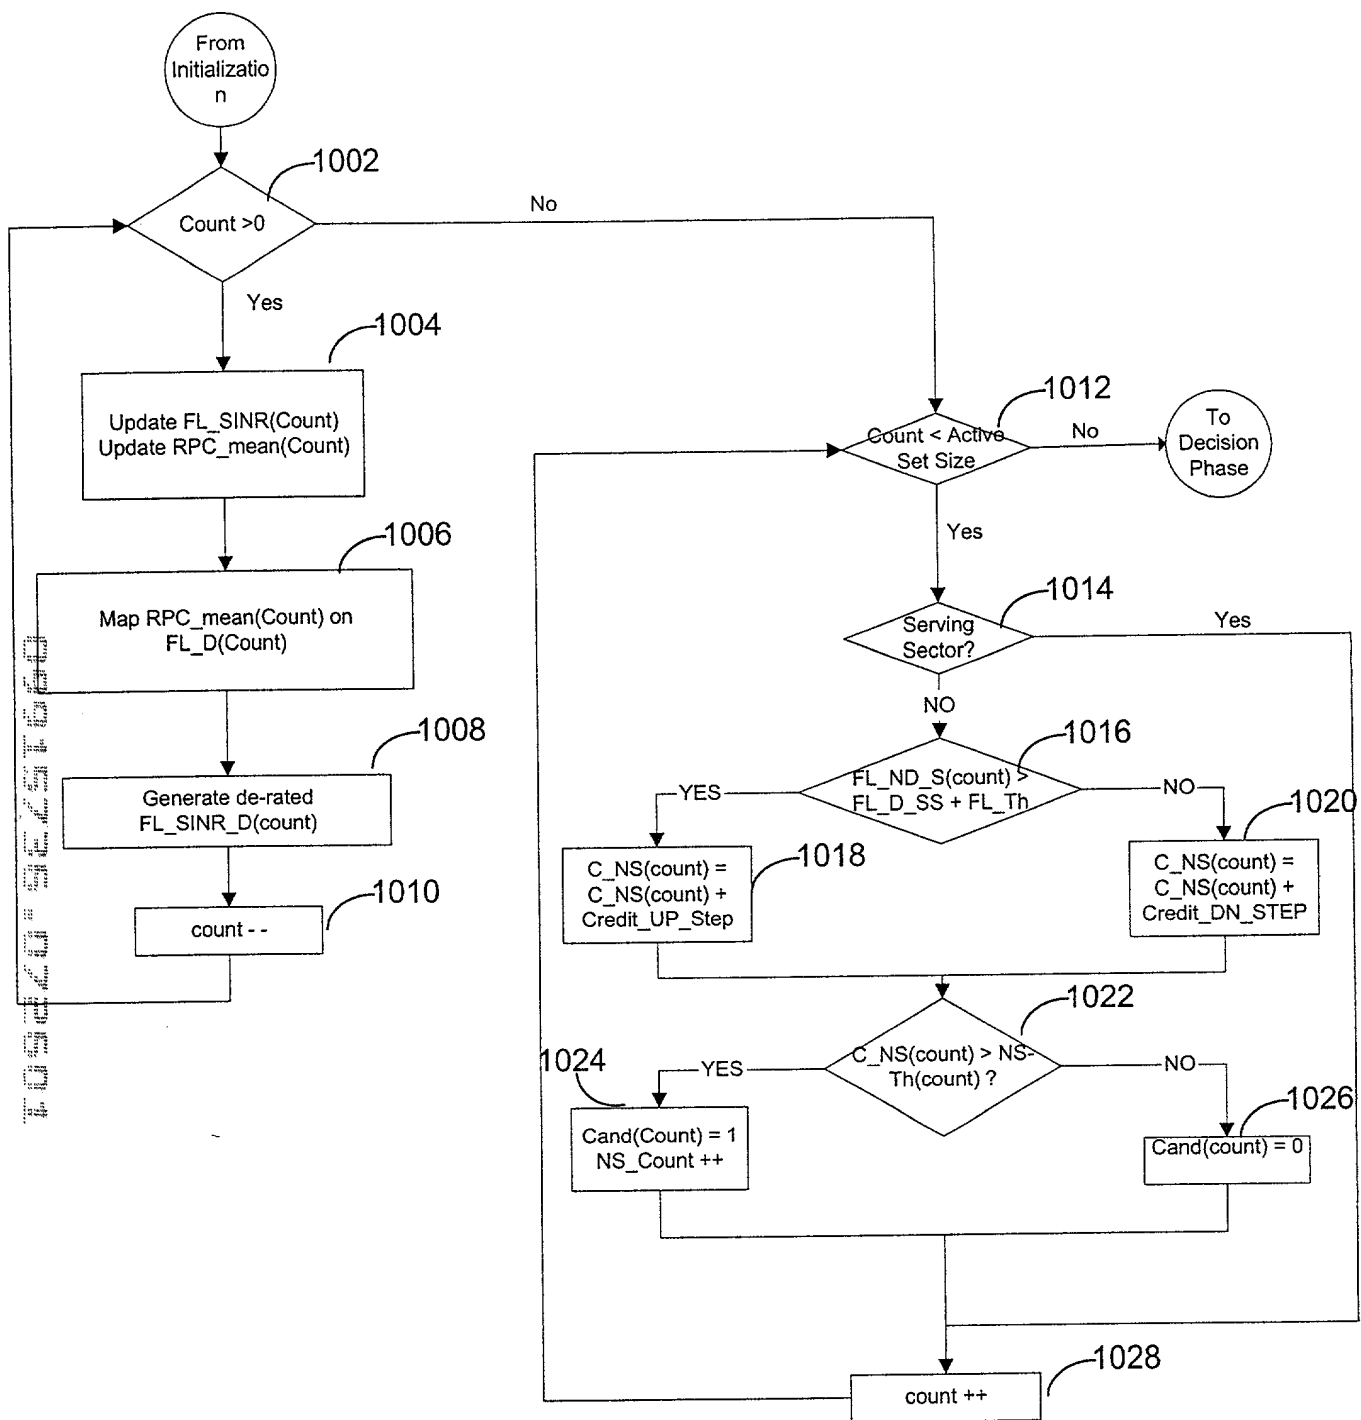 From
Initializatio
n
1002
Count >0
No
Yes
1004
Update FL_SINR(Count)
Update RPC_mean(Count)
1006
Map RPC_mean(Count) on
FL_D(Count)
1008
Generate de-rated
FL_SINR_D(count)
1010
count - -
1012
Count < Active
Set Size
No
To
Decision
Phase
Yes
1014
Serving
Sector?
Yes
NO
1016
FL_ND_S(count) >
FL_D_SS + FL_Th
YES
NO
1018
C_NS(count) =
C_NS(count) +
Credit_UP_Step
1020
C_NS(count) =
C_NS(count) +
Credit_DN_STEP
1022
C_NS(count) > NS-
Th(count) ?
YES
NO
1024
Cand(Count) = 1
NS_Count ++
1026
Cand(count) = 0
1028
count ++
09915735.072501